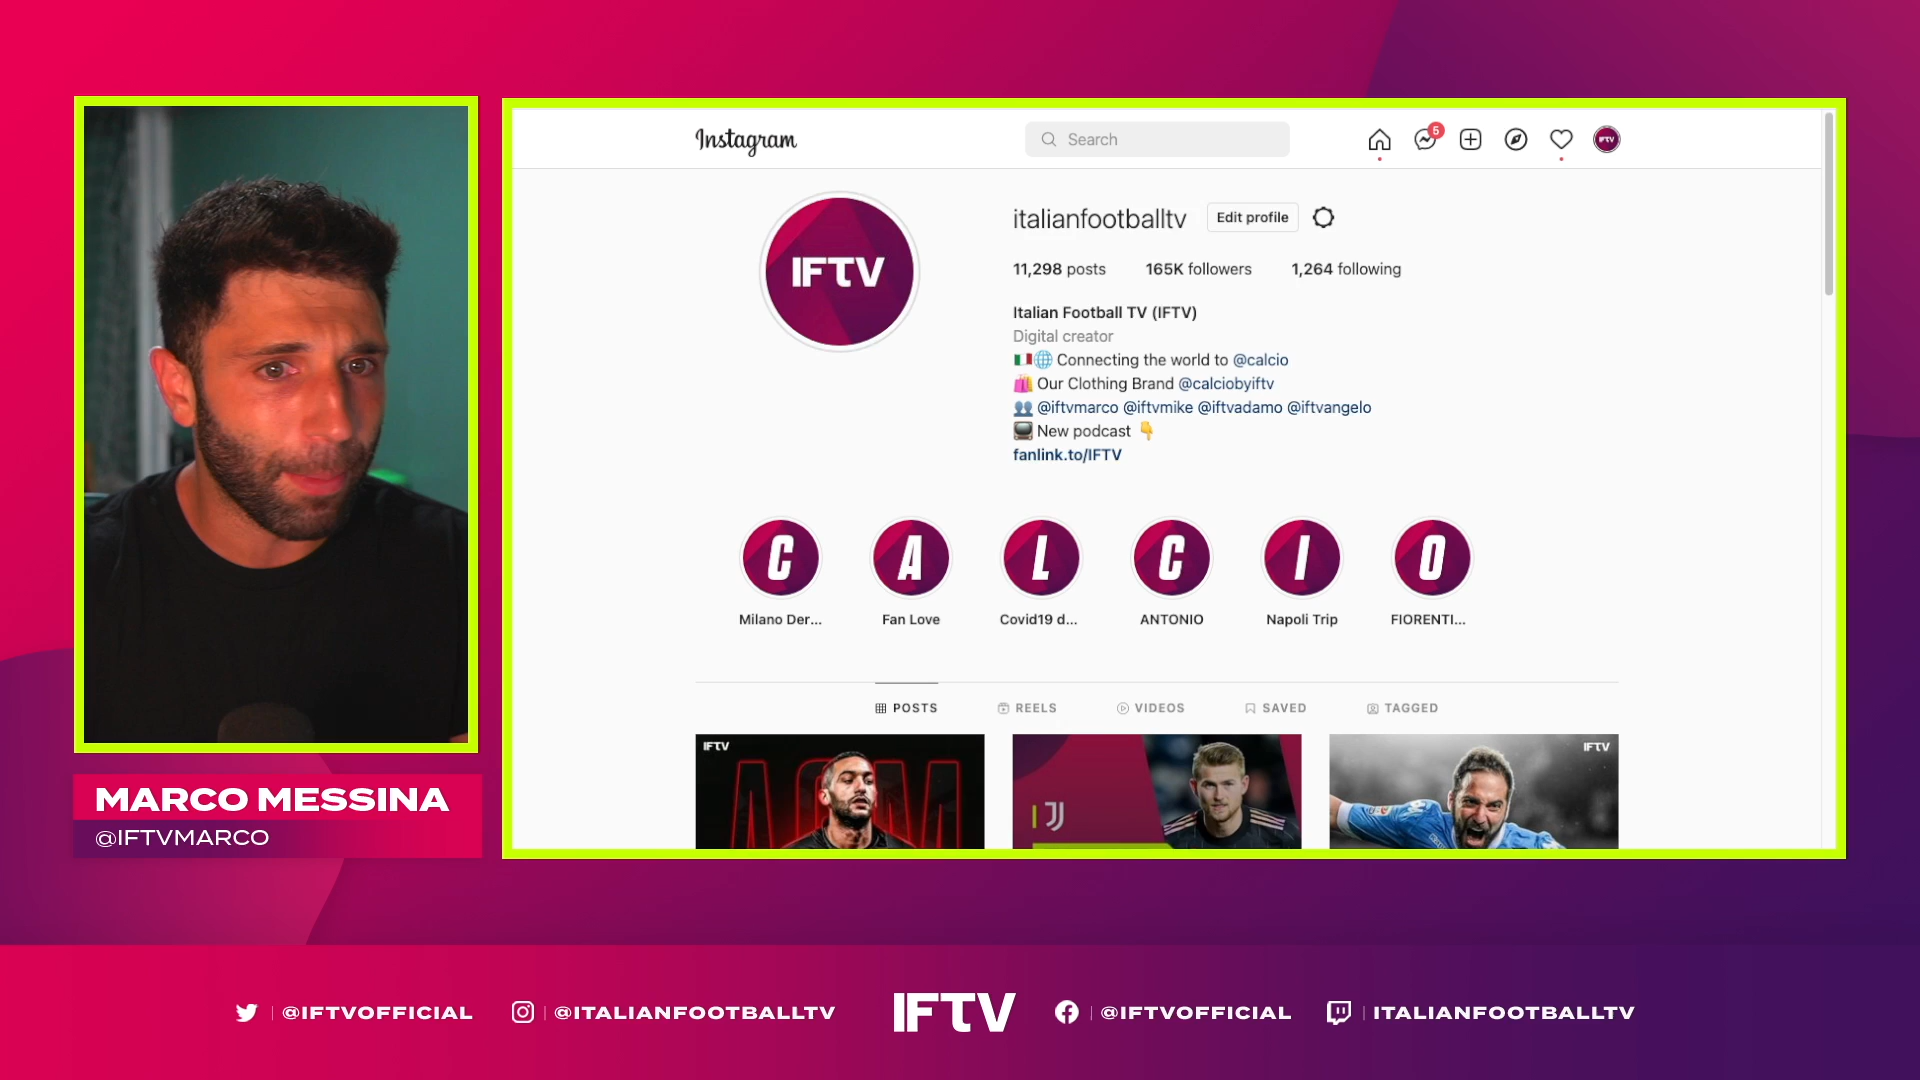 Instagram
Search
5
IFTV
IFTV
italianfootballtv
Edit profile
11,298 posts 165K followers 1,264 following
Italian Football TV (IFTV)
Digital creator
Connecting the world to @calcio
Our Clothing Brand @calciobyiftv
@iftvmarco @iftvmike @iftvadamo @iftvangelo
New podcast
fanlink.to/IFTV
C A L C I O
Milano Der... Fan Love Covid19 d... ANTONIO Napoli Trip FIORENTI...
POSTS REELS VIDEOS SAVED TAGGED
IFTV
ACM
J
IFTV
MARCO MESSINA
@IFTVMARCO
@IFTVOFFICIAL @ITALIANFOOTBALLTV IFTV @IFTVOFFICIAL ITALIANFOOTBALLTV